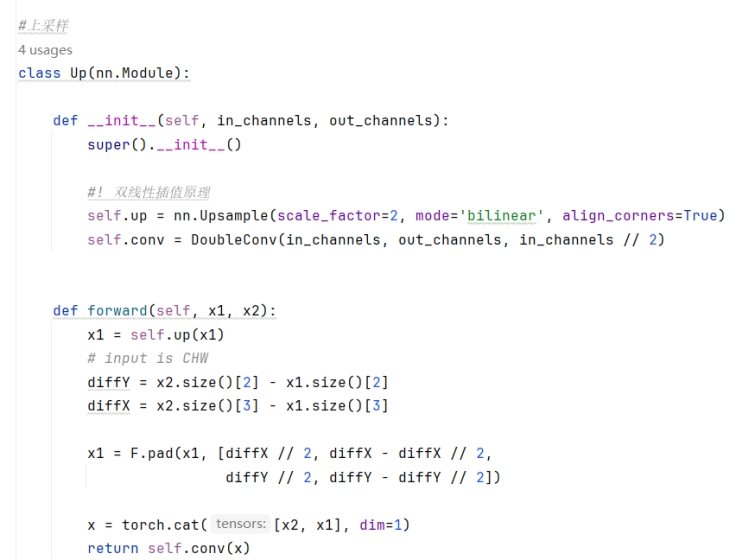 #上采样
4 usages
class Up(nn.Module):
def __init__(self, in_channels, out_channels):
super().__init__()
#! 双线性插值原理
self.up = nn.Upsample(scale_factor=2, mode='bilinear', align_corners=True)
self.conv = DoubleConv(in_channels, out_channels, in_channels // 2)
def forward(self, x1, x2):
x1 = self.up(x1)
# input is CHW
diffY = x2.size()[2] - x1.size()[2]
diffX = x2.size()[3] - x1.size()[3]
x1 = F.pad(x1, [diffX // 2, diffX - diffX // 2,
diffY // 2, diffY - diffY // 2])
x = torch.cat( tensors: [x2, x1], dim=1)
return self.conv(x)